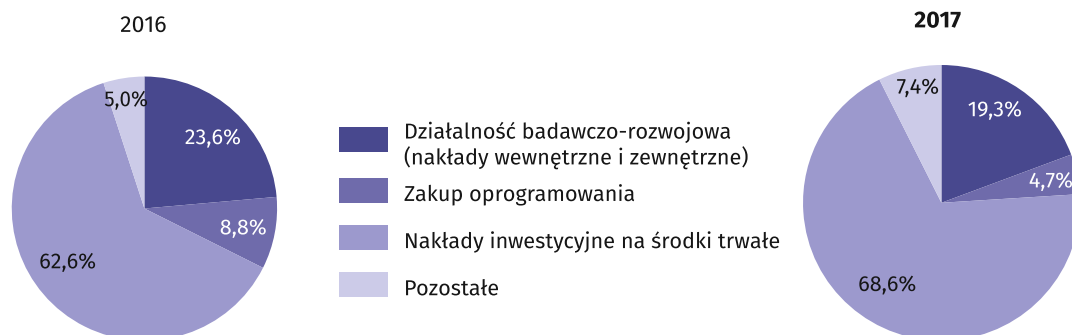 2016
5,0%
23,6%
8,8%
62,6%
Działalność badawczo-rozwojowa
(nakłady wewnętrzne i zewnętrzne)
Zakup oprogramowania
Nakłady inwestycyjne na środki trwałe
Pozostałe
2017
7,4%
19,3%
4,7%
68,6%